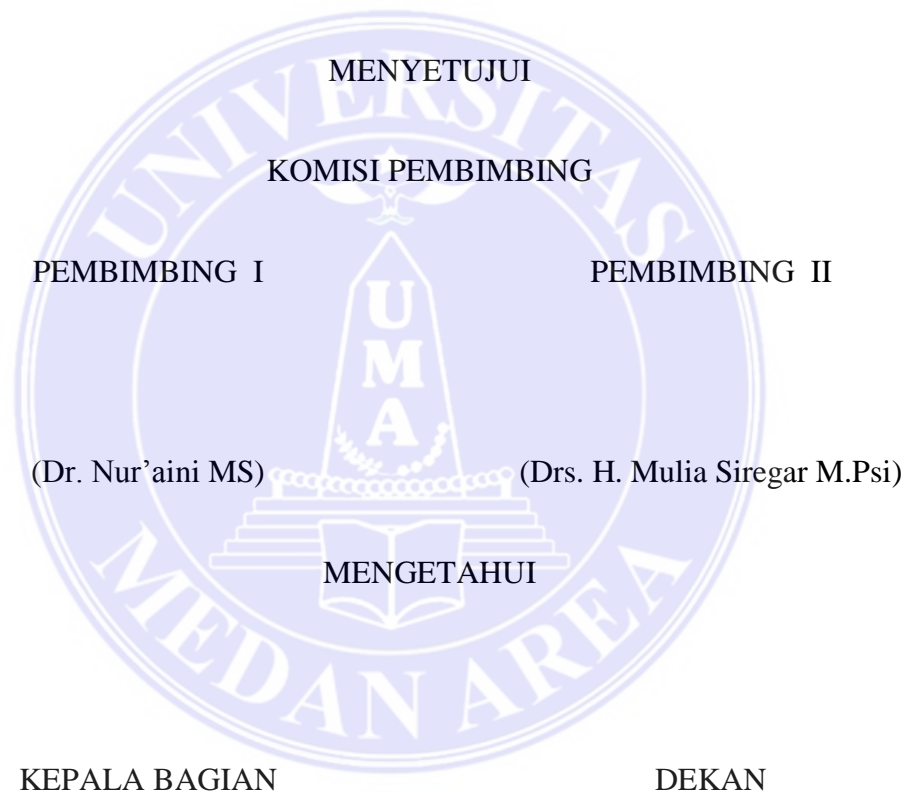 UNIVERSITAS
MENYETUJUI
KOMISI PEMBIMBING
PEMBIMBING I PEMBIMBING II
UMA
(Dr. Nur’aini MS) (Drs. H. Mulia Siregar M.Psi)
MENGETAHUI
MEDAN AREA
KEPALA BAGIAN DEKAN